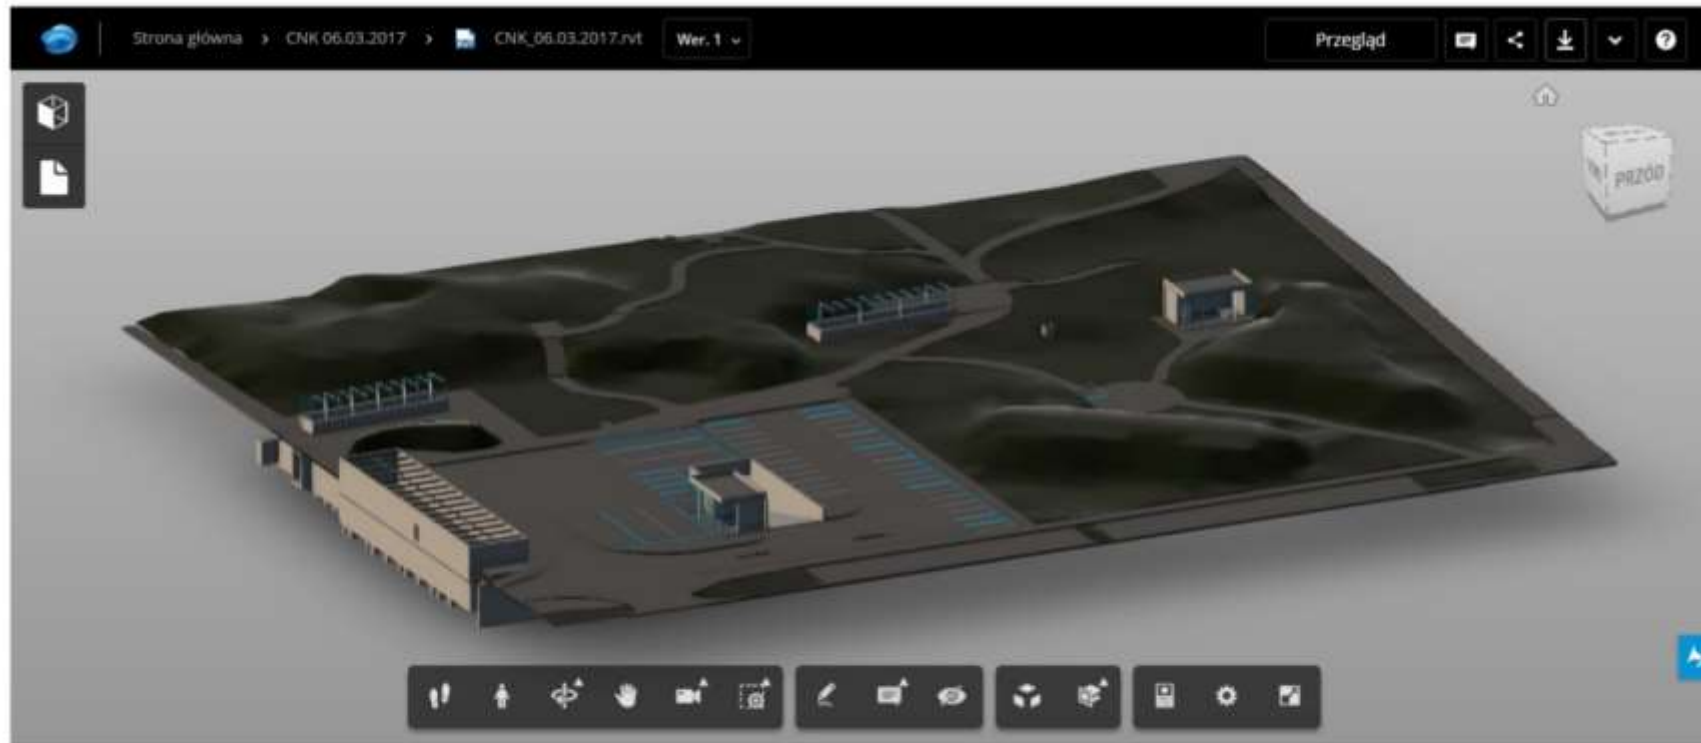 Strona główna > CNK 06.03.2017 > CNK_06.03.2017.rvt Wer. 1 Przegląd
PRZÓD